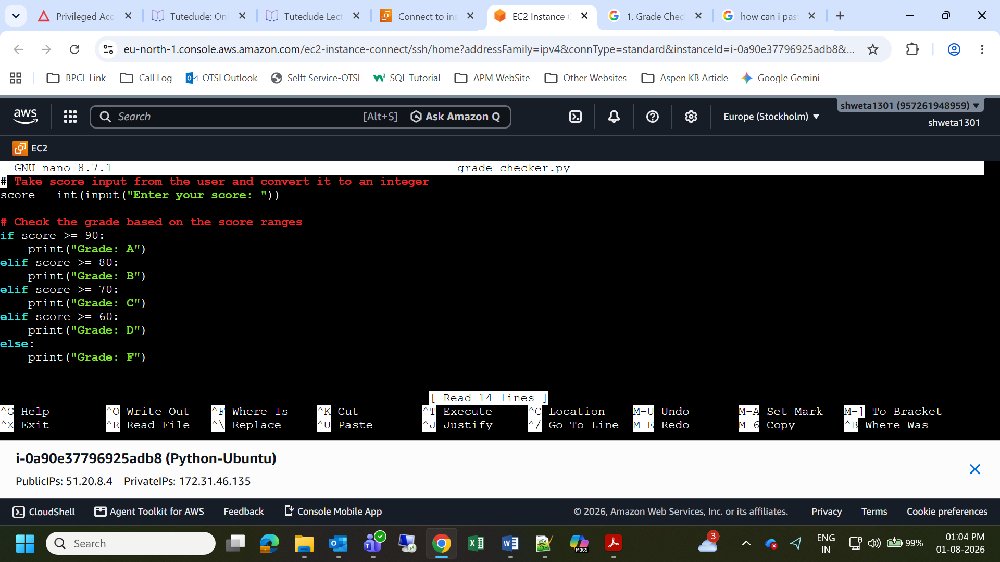 Privileged Acc
Tutedude: Onl
Tutedude Lect
Connect to ins
EC2 Instance C
1. Grade Chec
how can i past
eu-north-1.console.aws.amazon.com/ec2-instance-connect/ssh/home?addressFamily=ipv4&connType=standard&instanceId=i-0a90e37796925adb8&...
BPCL Link
Call Log
OTSI Outlook
Selft Service-OTSI
SQL Tutorial
APM WebSite
Other Websites
Aspen KB Article
Google Gemini
aws
Search
[Alt+S]
Ask Amazon Q
Europe (Stockholm)
shweta1301 (957261948959)
shweta1301
EC2
GNU nano 8.7.1 grade_checker.py
# Take score input from the user and convert it to an integer
score = int(input("Enter your score: "))
# Check the grade based on the score ranges
if score >= 90:
    print("Grade: A")
elif score >= 80:
    print("Grade: B")
elif score >= 70:
    print("Grade: C")
elif score >= 60:
    print("Grade: D")
else:
    print("Grade: F")
[ Read 14 lines ]
^G Help ^O Write Out ^F Where Is ^K Cut ^T Execute ^C Location M-U Undo M-A Set Mark M-] To Bracket
^X Exit ^R Read File ^\ Replace ^U Paste ^J Justify ^/ Go To Line M-E Redo M-6 Copy ^B Where Was
i-0a90e37796925adb8 (Python-Ubuntu)
PublicIPs: 51.20.8.4 PrivateIPs: 172.31.46.135
CloudShell
Agent Toolkit for AWS
Feedback
Console Mobile App
© 2026, Amazon Web Services, Inc. or its affiliates.
Privacy
Terms
Cookie preferences
Search
M365
3
ENG
IN
99%
01:04 PM
01-08-2026